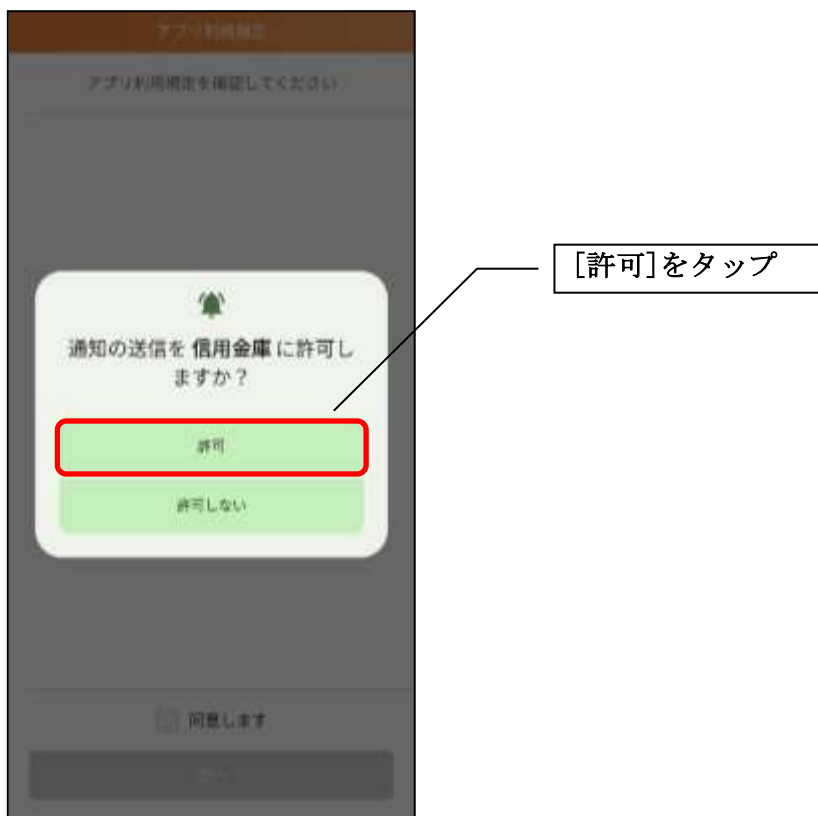 アプリ利用規定
アプリ利用規定を確認してください
通知の送信を 信用金庫 に許可し
ますか？
許可
許可しない
同意します
[許可]をタップ